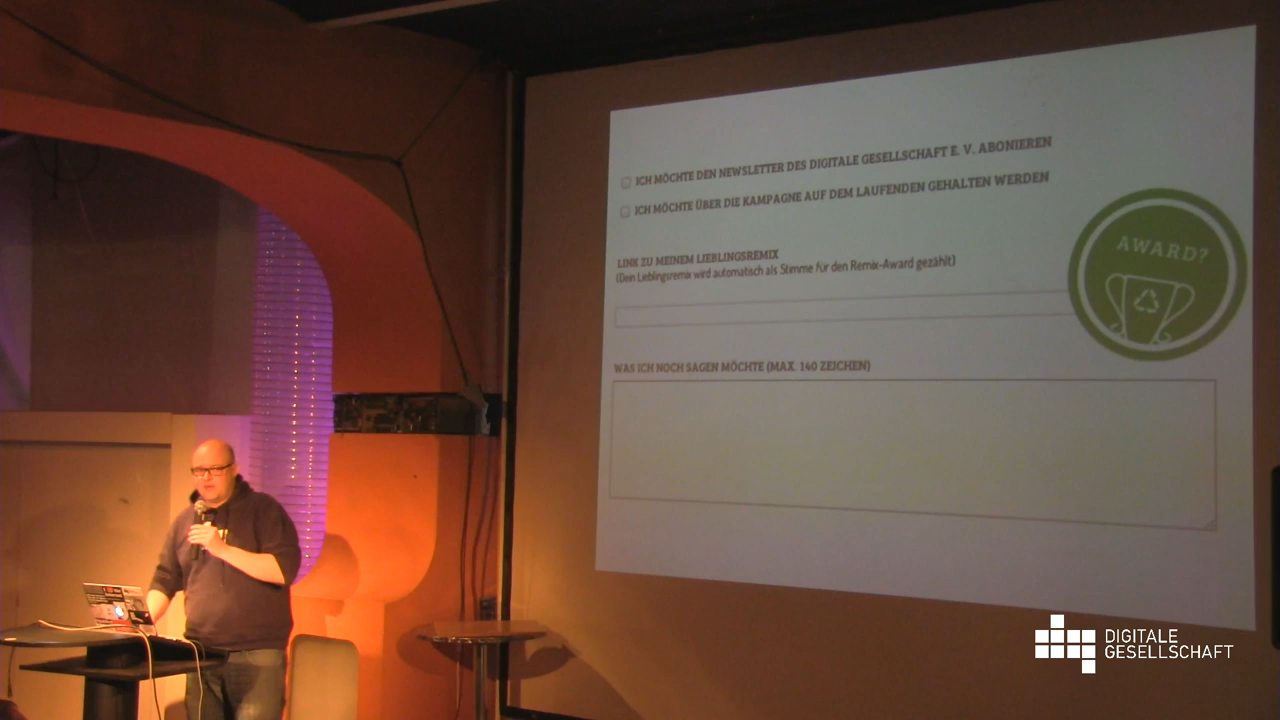 ICH MÖCHTE DEN NEWSLETTER DES DIGITALE GESELLSCHAFT E. V. ABONIEREN
ICH MÖCHTE ÜBER DIE KAMPAGNE AUF DEM LAUFENDEN GEHALTEN WERDEN
LINK ZU MEINEM LIEBLINGSREMIX
(Dein Lieblingsremix wird automatisch als Stimme für den Remix-Award gezählt)
AWARD?
WAS ICH NOCH SAGEN MÖCHTE (MAX. 140 ZEICHEN)
DIGITALE
GESELLSCHAFT